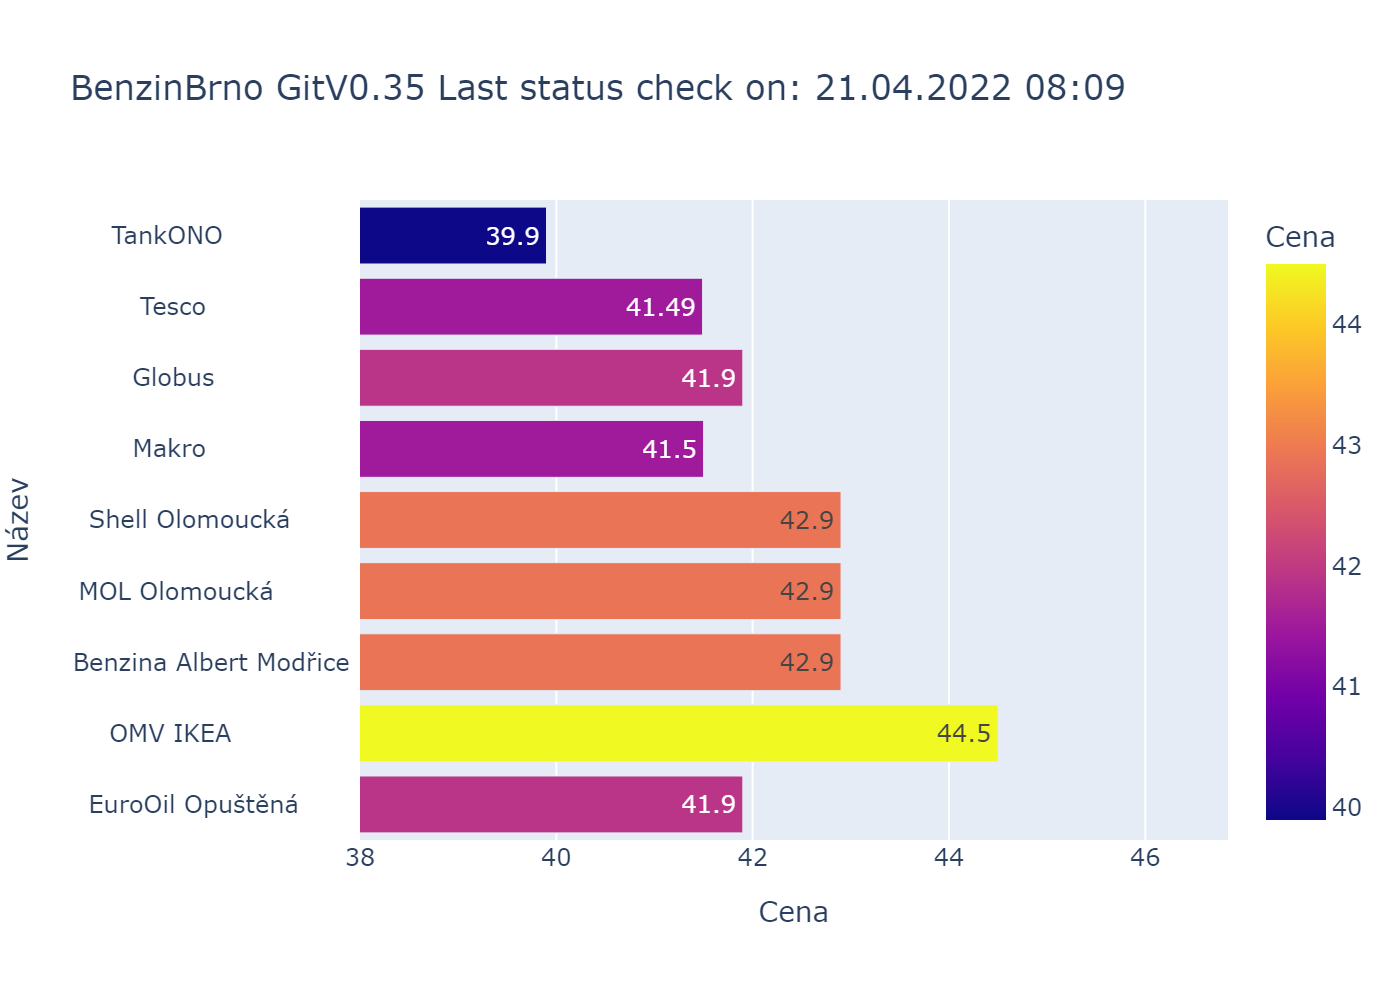 BenzinBrno GitV0.35 Last status check on: 21.04.2022 08:09
TankONO 39.9
Tesco 41.49
Globus 41.9
Makro 41.5
Shell Olomoucká 42.9
MOL Olomoucká 42.9
Benzina Albert Modřice 42.9
OMV IKEA 44.5
EuroOil Opuštěná 41.9
Název
38 40 42 44 46
Cena
Cena
44
43
42
41
40